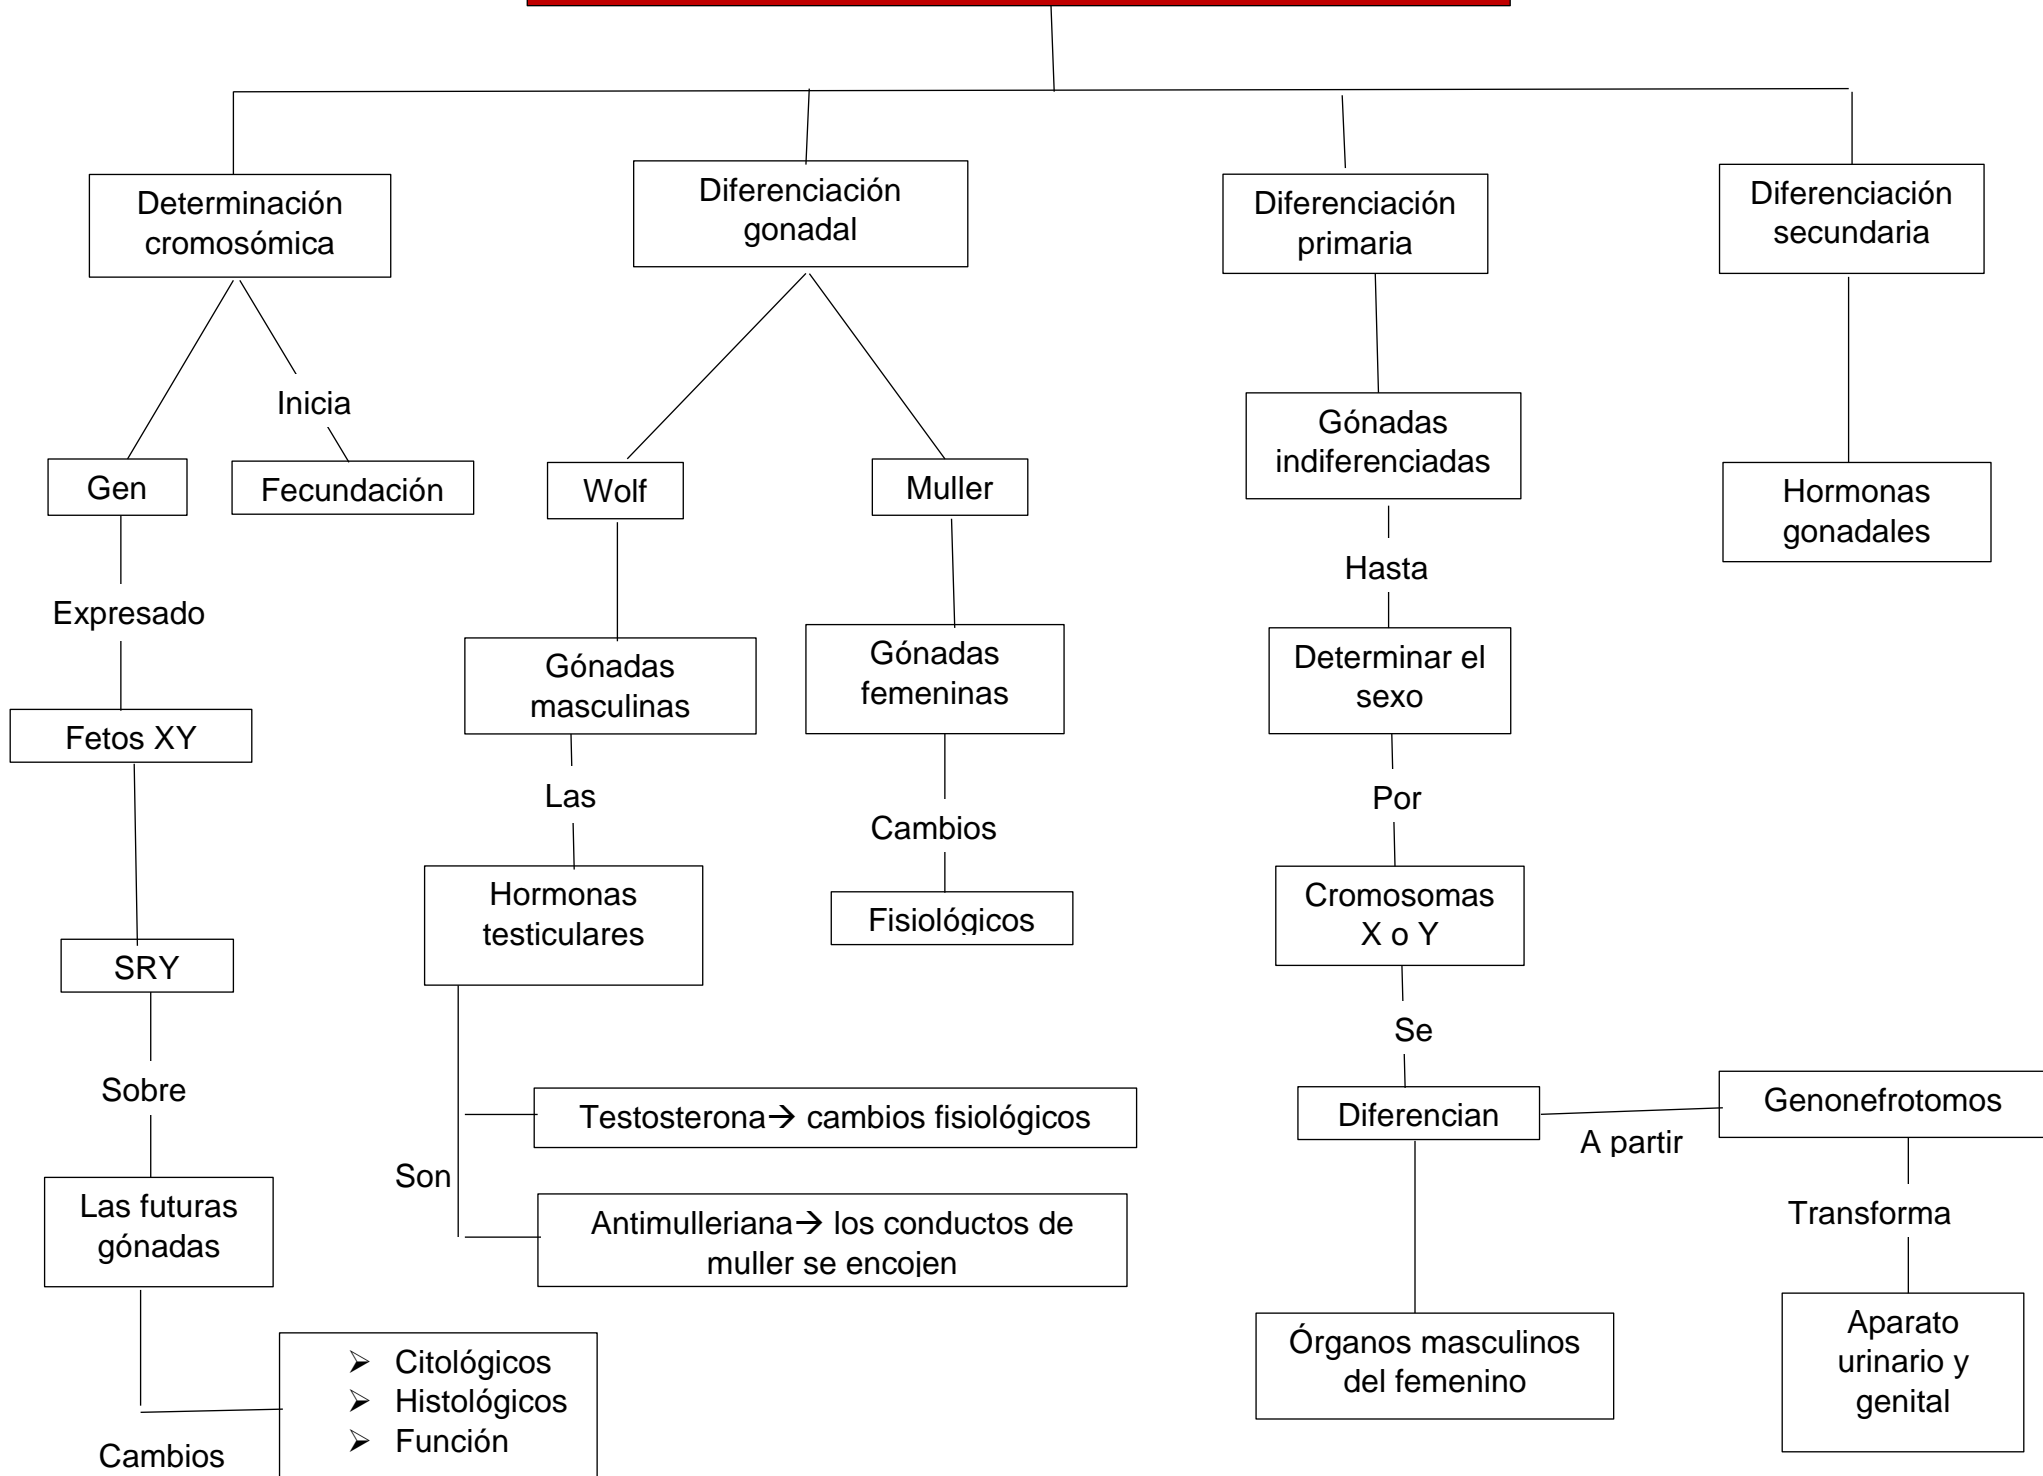 Determinación
cromosómica
Diferenciación
gonadal
Diferenciación
primaria
Diferenciación
secundaria
Inicia
Gen
Fecundación
Expresado
Fetos XY
SRY
Sobre
Las futuras
gónadas
Cambios
➢ Citológicos
➢ Histológicos
➢ Función
Wolf
Muller
Gónadas
masculinas
Las
Hormonas
testiculares
Son
Testosterona→ cambios fisiológicos
Antimulleriana→ los conductos de
muller se encojen
Gónadas
femeninas
Cambios
Fisiológicos
Gónadas
indiferenciadas
Hasta
Determinar el
sexo
Por
Cromosomas
X o Y
Se
Diferencian
A partir
Genonefrotomos
Transforma
Aparato
urinario y
genital
Órganos masculinos
del femenino
Hormonas
gonadales